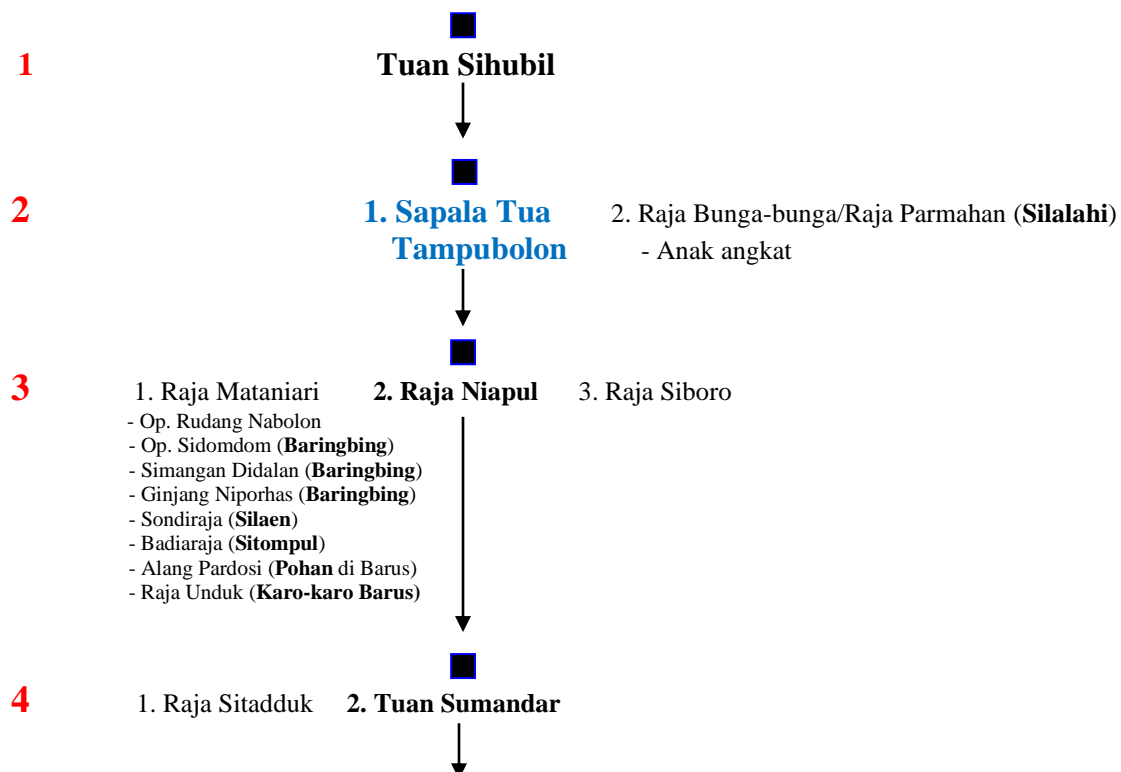 1 Tuan Sihubil
2 1. Sapala Tua 2. Raja Bunga-bunga/Raja Parmahan (Silalahi)
Tampubolon - Anak angkat
3 1. Raja Mataniari 2. Raja Niapul 3. Raja Siboro
- Op. Rudang Nabolon
- Op. Sidomdom (Baringbing)
- Simangan Didalan (Baringbing)
- Ginjang Niporhas (Baringbing)
- Sondiraja (Silaen)
- Badiaraja (Sitompul)
- Alang Pardosi (Pohan di Barus)
- Raja Unduk (Karo-karo Barus)
4 1. Raja Sitadduk 2. Tuan Sumandar